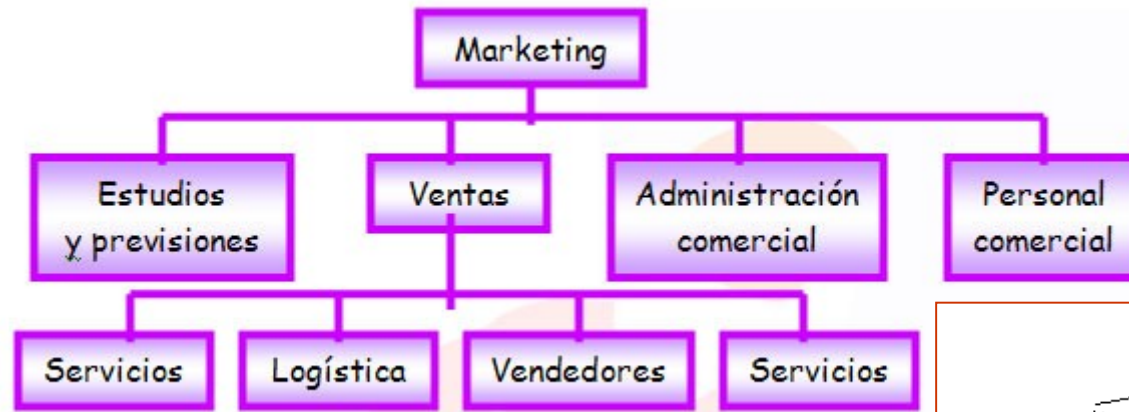 Marketing
Estudios
y previsiones
Ventas
Administración
comercial
Personal
comercial
Servicios
Logística
Vendedores
Servicios